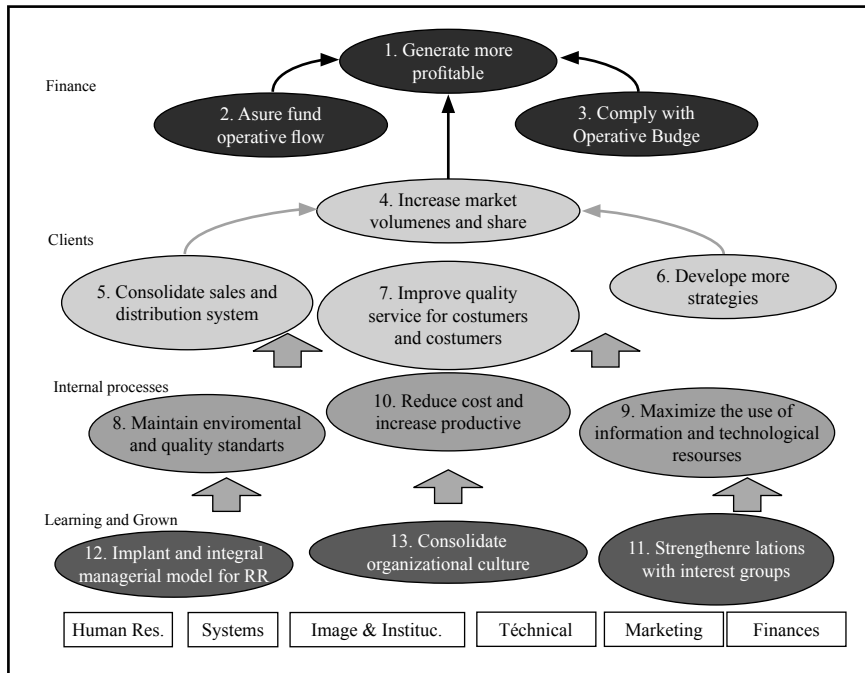 1. Generate more
profitable
Finance
2. Asure fund
operative flow
3. Comply with
Operative Budge
4. Increase market
volumenes and share
Clients
5. Consolidate sales and
distribution system
7. Improve quality
service for costumers
and costumers
6. Develope more
strategies
Internal processes
8. Maintain enviromental
and quality standarts
10. Reduce cost and
increase productive
9. Maximize the use of
information and technological
resourses
Learning and Grown
12. Implant and integral
managerial model for RR
13. Consolidate
organizational culture
11. Strengthenre lations
with interest groups
Human Res.
Systems
Image & Instituc.
Téchnical
Marketing
Finances